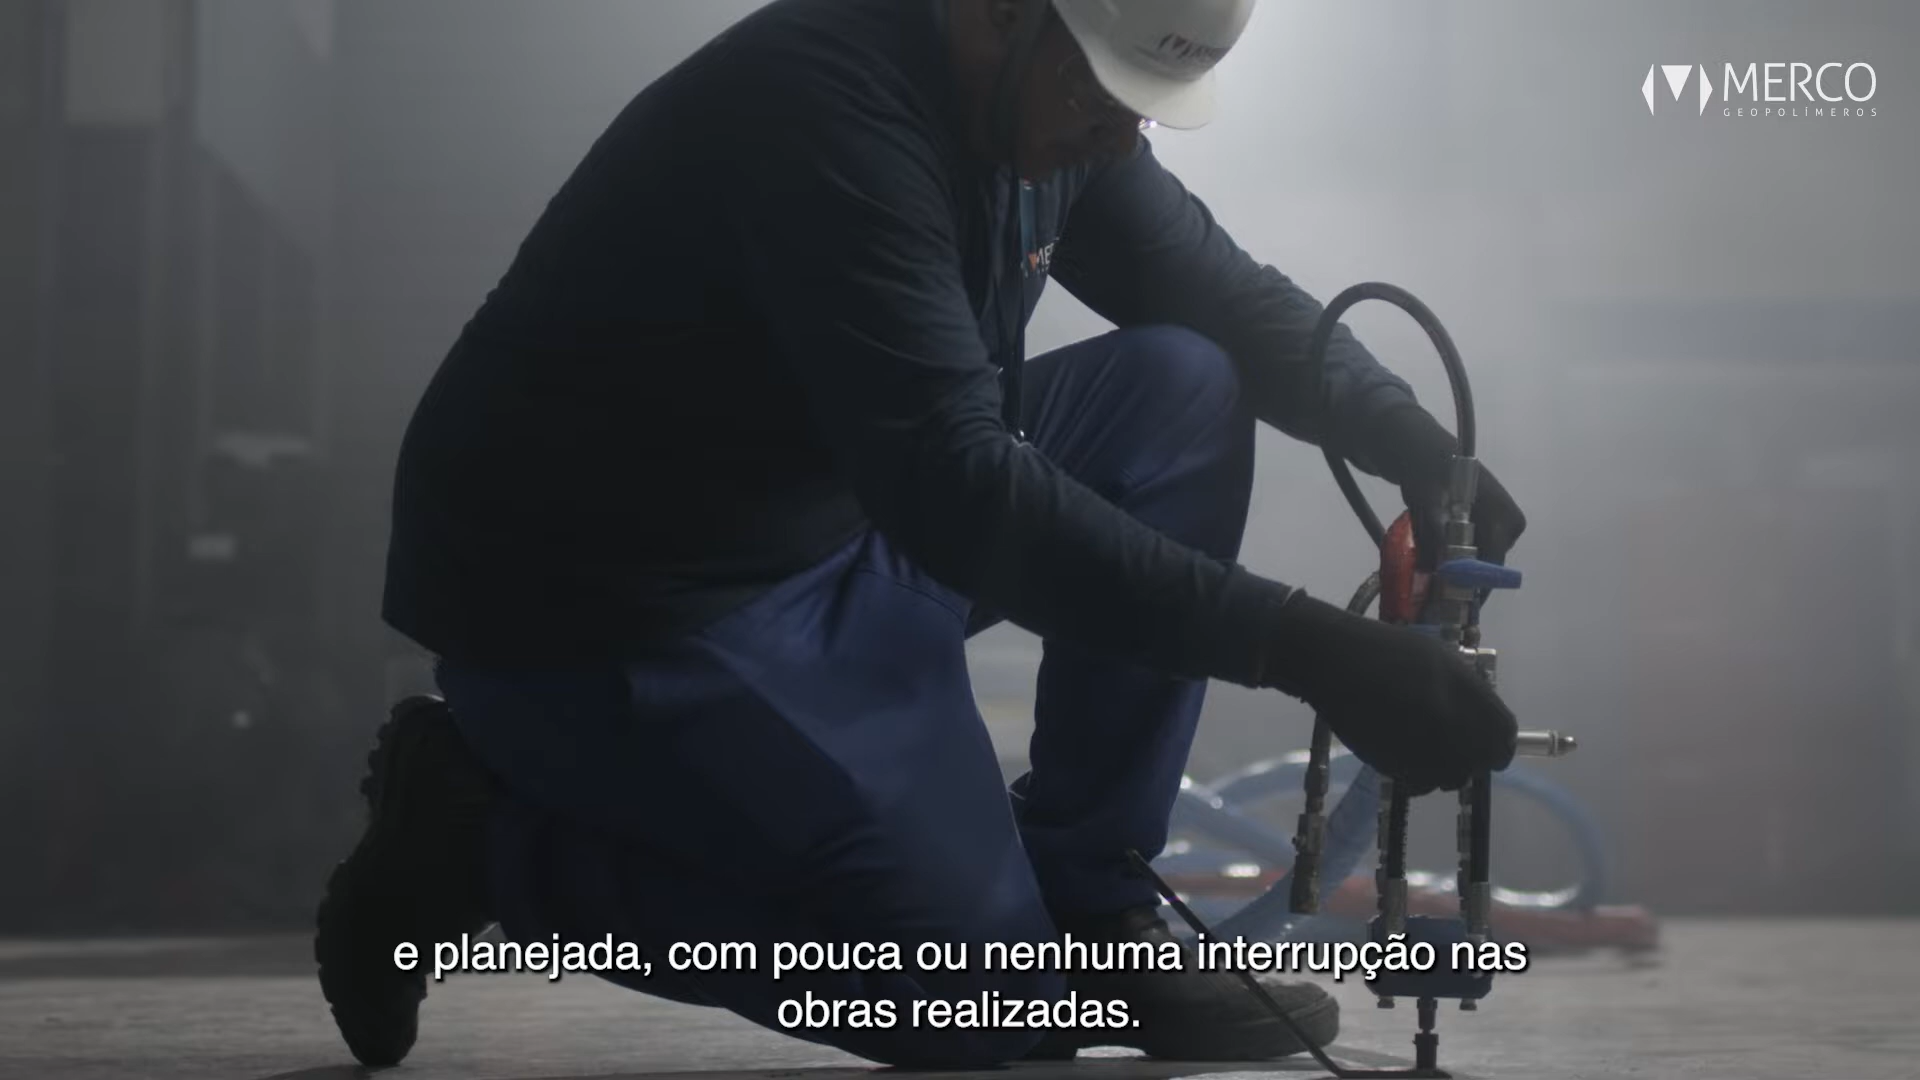 MERCO
GEOPOLÍMEROS
e planejada, com pouca ou nenhuma interrupção nas
obras realizadas.